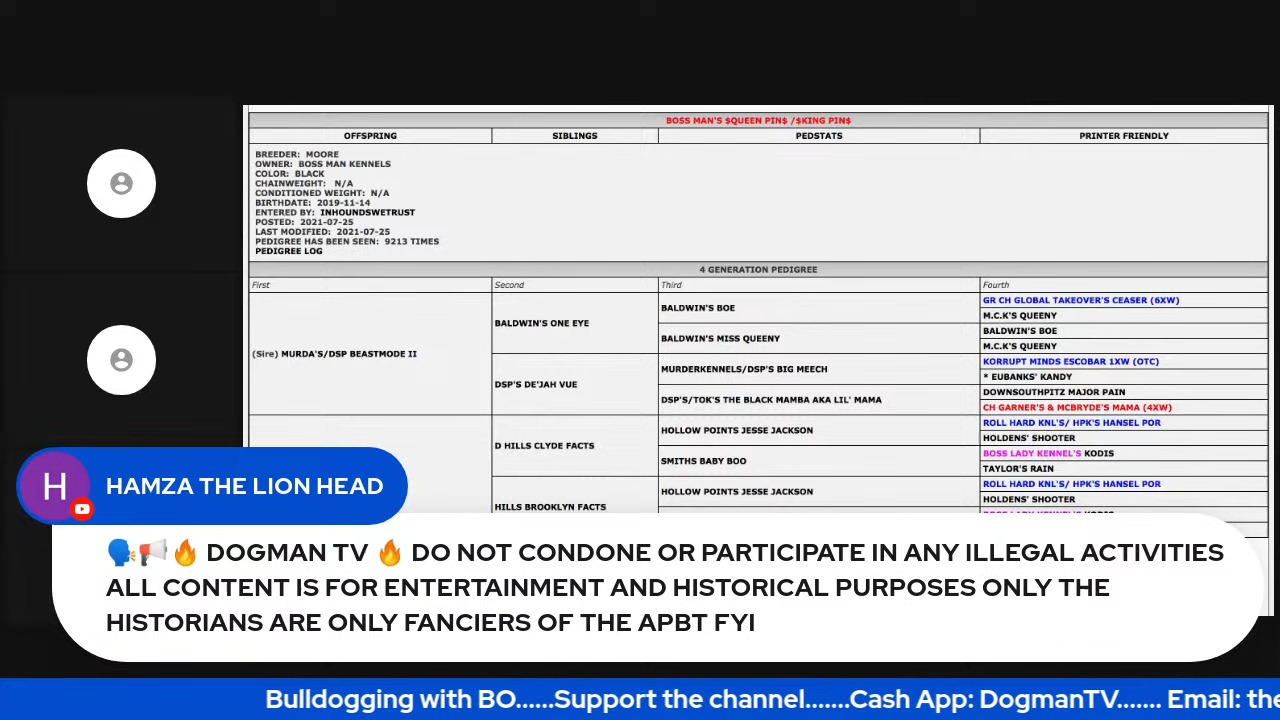 BOSS MAN'S $QUEEN PIN$ /$KING PIN$
OFFSPRING SIBLINGS PEDSTATS PRINTER FRIENDLY
BREEDER: MOORE
OWNER: BOSS MAN KENNELS
COLOR: BLACK
CHAINWEIGHT: N/A
CONDITIONED WEIGHT: N/A
BIRTHDATE: 2019-11-14
ENTERED BY: INHOUNDSWETRUST
POSTED: 2021-07-25
LAST MODIFIED: 2021-07-25
PEDIGREE HAS BEEN SEEN: 9213 TIMES
PEDIGREE LOG
4 GENERATION PEDIGREE
First Second Third Fourth
(Sire) MURDA'S/DSP BEASTMODE II
BALDWIN'S ONE EYE
DSP'S DE'JAH VUE
D HILLS CLYDE FACTS
HILLS BROOKLYN FACTS
BALDWIN'S BOE
BALDWIN'S MISS QUEENY
MURDERKENNELS/DSP'S BIG MEECH
DSP'S/TOK'S THE BLACK MAMBA AKA LIL' MAMA
HOLLOW POINTS JESSE JACKSON
SMITHS BABY BOO
HOLLOW POINTS JESSE JACKSON
GR CH GLOBAL TAKEOVER'S CEASER (6XW)
M.C.K'S QUEENY
BALDWIN'S BOE
M.C.K'S QUEENY
KORRUPT MINDS ESCOBAR 1XW (OTC)
* EUBANKS' KANDY
DOWNSOUTHPITZ MAJOR PAIN
CH GARNER'S & MCBRYDE'S MAMA (4XW)
ROLL HARD KNL'S/ HPK'S HANSEL POR
HOLDENS' SHOOTER
BOSS LADY KENNEL'S KODIS
TAYLOR'S RAIN
ROLL HARD KNL'S/ HPK'S HANSEL POR
HOLDENS' SHOOTER
H
HAMZA THE LION HEAD
🗣️📢🔥 DOGMAN TV 🔥 DO NOT CONDONE OR PARTICIPATE IN ANY ILLEGAL ACTIVITIES
ALL CONTENT IS FOR ENTERTAINMENT AND HISTORICAL PURPOSES ONLY THE
HISTORIANS ARE ONLY FANCIERS OF THE APBT FYI
Bulldogging with BO......Support the channel.......Cash App: DogmanTV....... Email: the